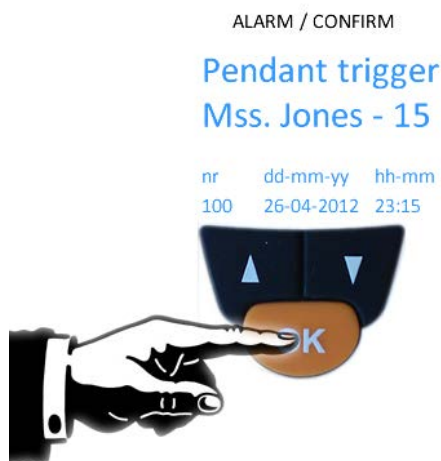 ALARM / CONFIRM
Pendant trigger
Mss. Jones - 15
nr dd-mm-yy hh-mm
100 26-04-2012 23:15
OK